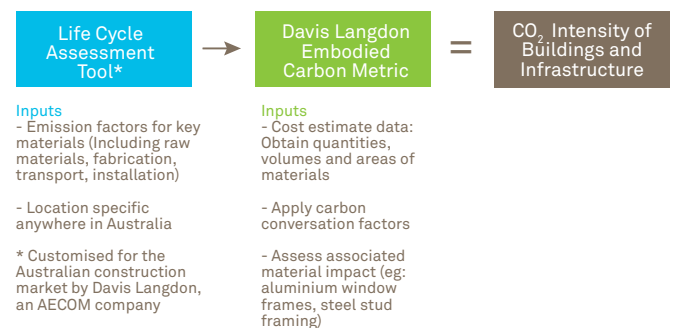 Life Cycle
Assessment
Tool*
Davis Langdon
Embodied
Carbon Metric
=
CO₂ Intensity of
Buildings and
Infrastructure
Inputs
- Emission factors for key
materials (Including raw
materials, fabrication,
transport, installation)
- Location specific
anywhere in Australia
* Customised for the
Australian construction
market by Davis Langdon,
an AECOM company
Inputs
- Cost estimate data:
Obtain quantities,
volumes and areas of
materials
- Apply carbon
conversation factors
- Assess associated
material impact (eg:
aluminium window
frames, steel stud
framing)